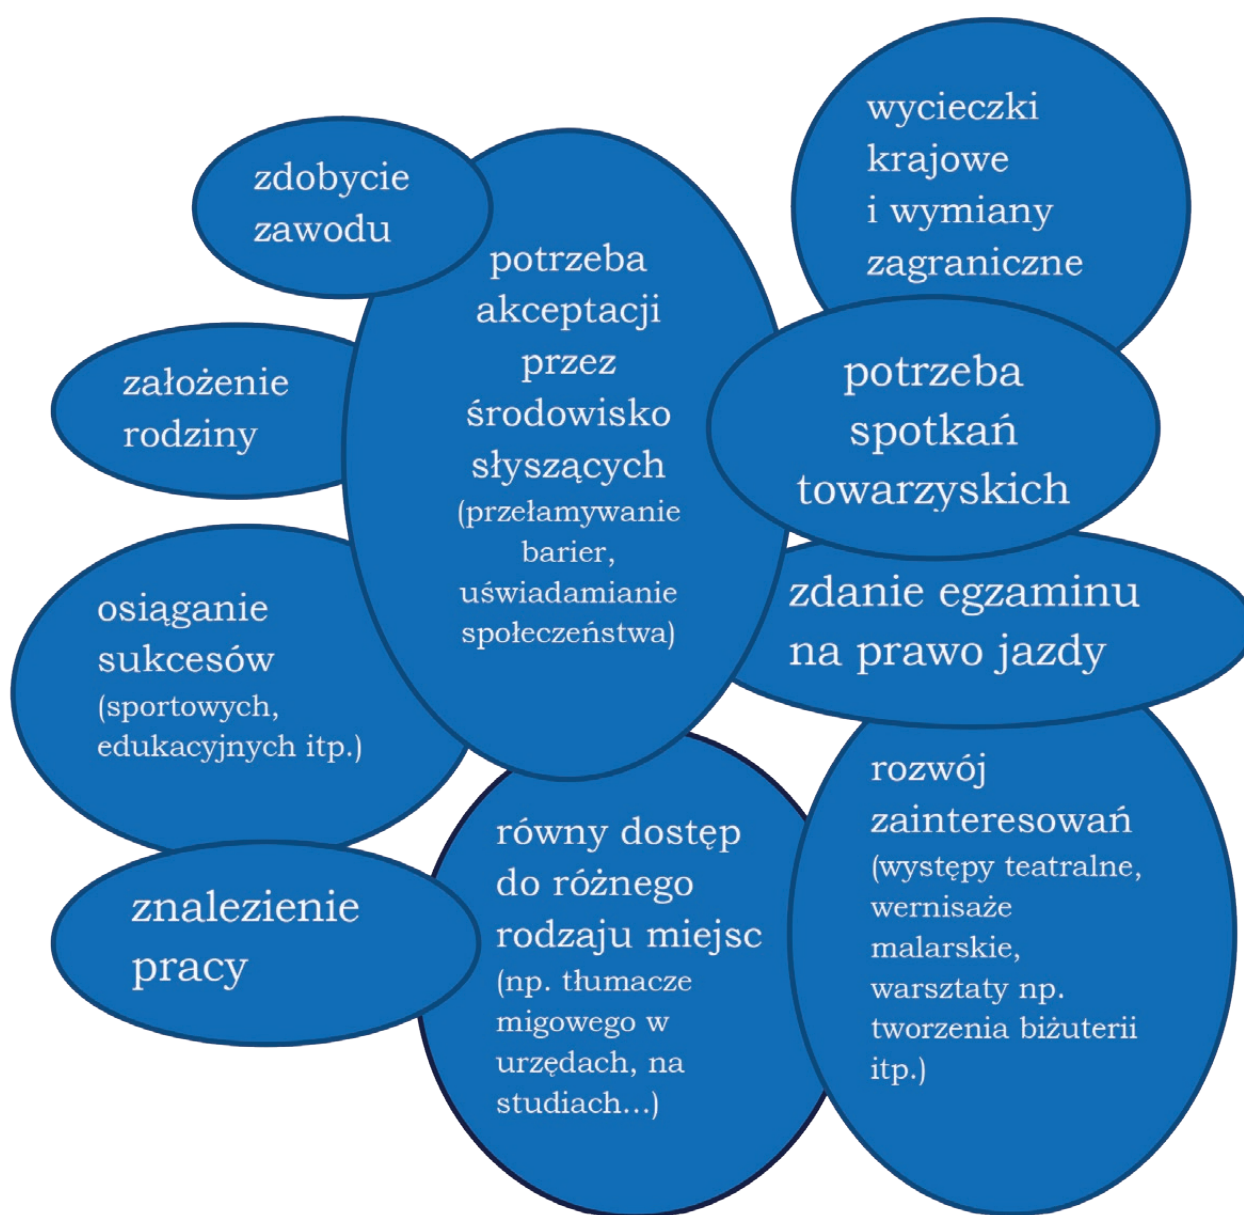 zdobycie
zawodu
potrzeba
akceptacji
przez
środowisko
słyszących
(przełamywanie
barier,
uświadamianie
społeczeństwa)
wycieczki
krajowe
i wymiany
zagraniczne
założenie
rodziny
potrzeba
spotkań
towarzyskich
osiąganie
sukcesów
(sportowych,
edukacyjnych itp.)
zdanie egzaminu
na prawo jazdy
znalezienie
pracy
równy dostęp
do różnego
rodzaju miejsc
(np. tłumacze
migowego w
urzędach, na
studiach...)
rozwój
zainteresowań
(występy teatralne,
wernisaże
malarskie,
warsztaty np.
tworzenia biżuterii
itp.)